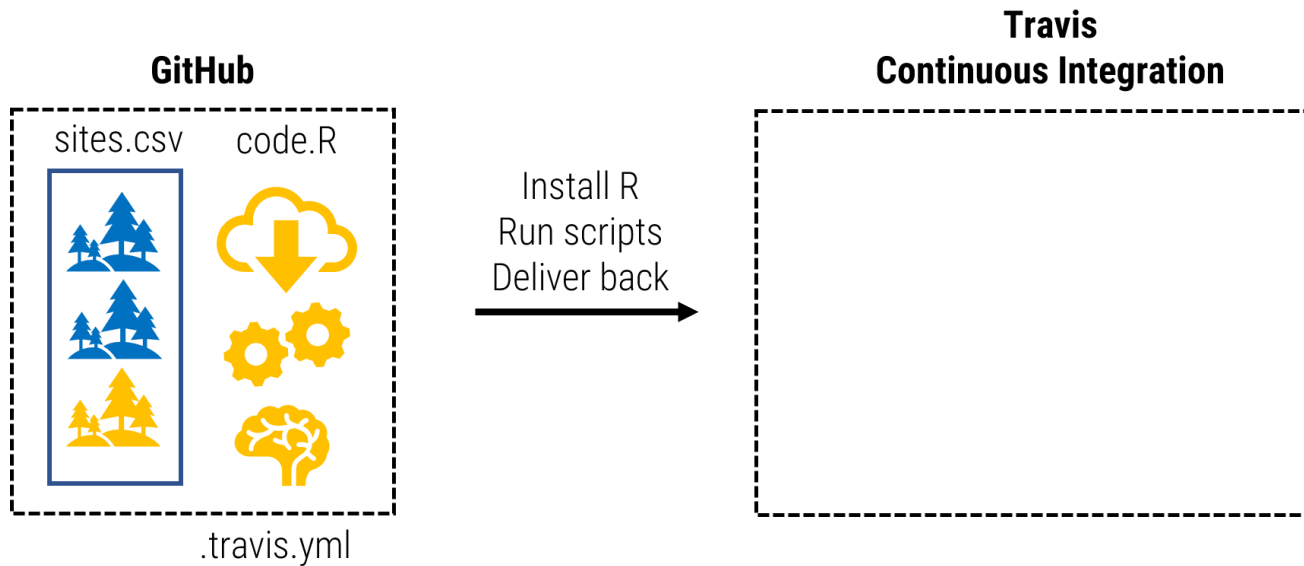 GitHub
sites.csv
code.R
.travis.yml
Install R
Run scripts
Deliver back
Travis
Continuous Integration